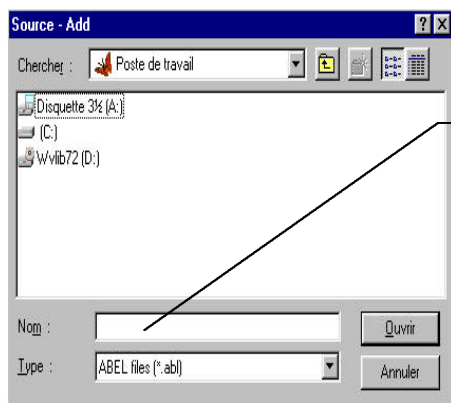 Source - Add
Chercher : Poste de travail
Disquette 3½ (A:)
(C:)
Wvlib72 (D:)
Nom :
Ouvrir
Type : ABEL files (*.abl)
Annuler